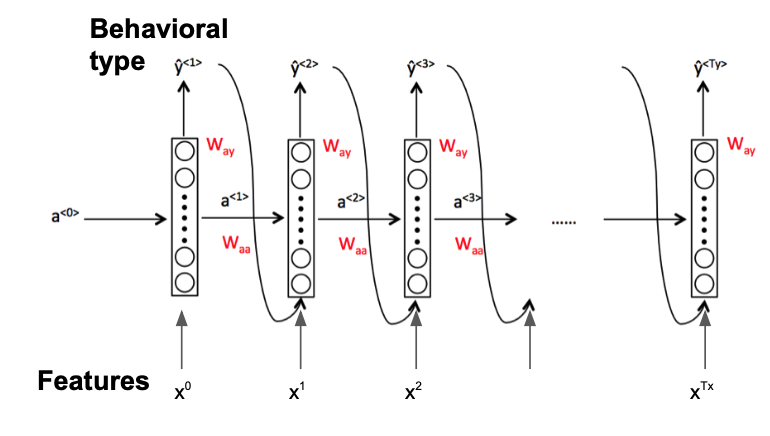 Behavioral
type
ŷ<1> ŷ<2> ŷ<3> ŷ<Ty>
Way Way Way Way
a<0> a<1> a<2> a<3> ......
Waa Waa Waa
Features
x0 x1 x2 xTx